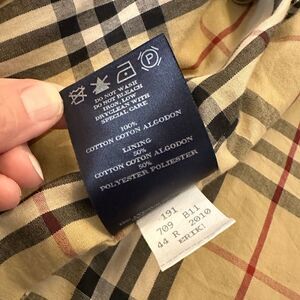 DO NOT WASH
DO NOT BLEACH
IRON, LOW
DRYCLEAN WITH
SPECIAL CARE
100%
COTTON COTON ALGODON
LINING
50%
COTTON COTON ALGODON
50%
POLYESTER POLIESTER
191
709 B11
44 R 2010
ERIK!